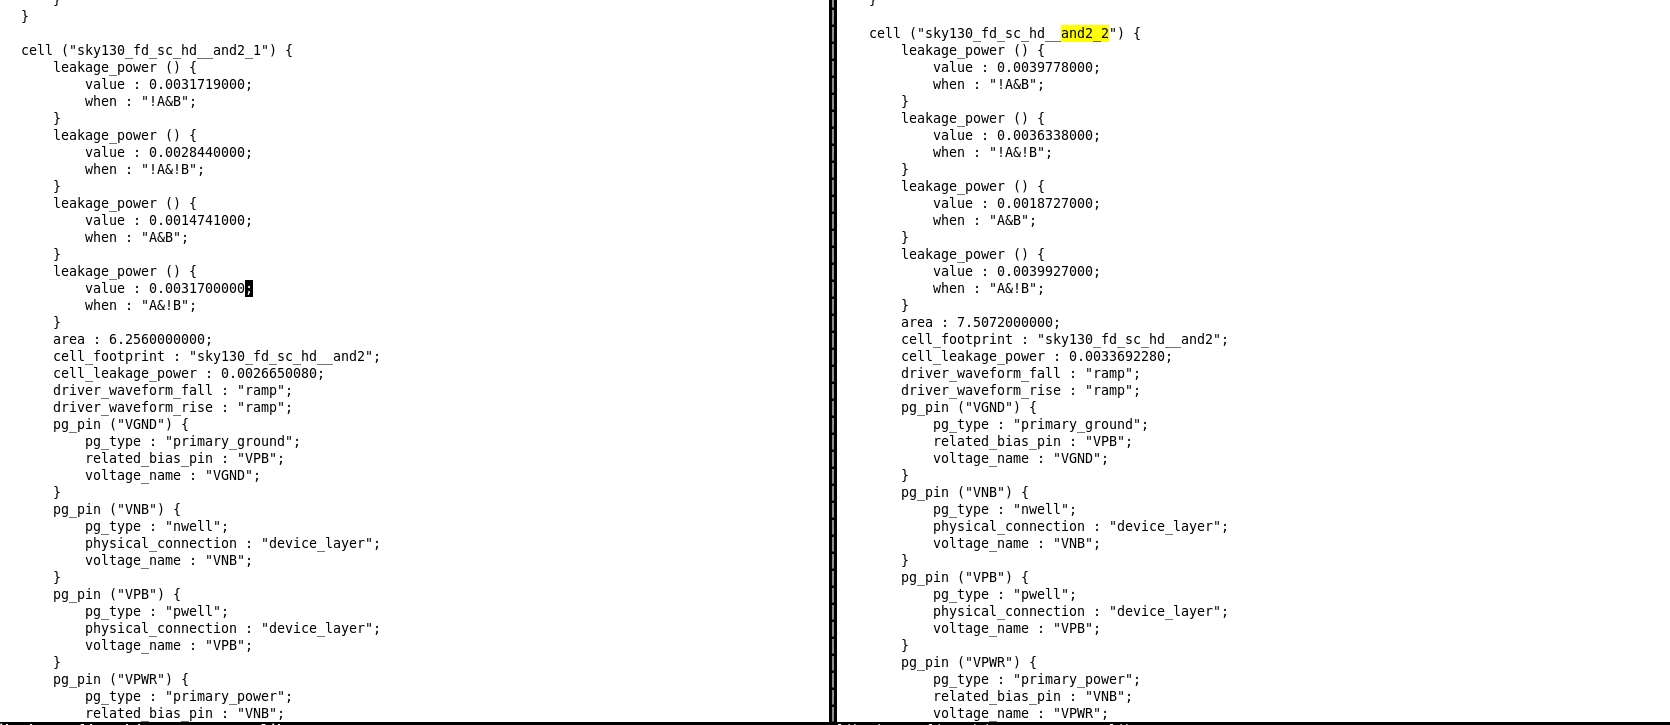 }
}
cell ("sky130_fd_sc_hd__and2_1") {
leakage_power () {
value : 0.0031719000;
when : "!A&B";
}
leakage_power () {
value : 0.0028440000;
when : "!A&!B";
}
leakage_power () {
value : 0.0014741000;
when : "A&B";
}
leakage_power () {
value : 0.0031700000;
when : "A&!B";
}
area : 6.2560000000;
cell_footprint : "sky130_fd_sc_hd__and2";
cell_leakage_power : 0.0026650080;
driver_waveform_fall : "ramp";
driver_waveform_rise : "ramp";
pg_pin ("VGND") {
pg_type : "primary_ground";
related_bias_pin : "VPB";
voltage_name : "VGND";
}
pg_pin ("VNB") {
pg_type : "nwell";
physical_connection : "device_layer";
voltage_name : "VNB";
}
pg_pin ("VPB") {
pg_type : "pwell";
physical_connection : "device_layer";
voltage_name : "VPB";
}
pg_pin ("VPWR") {
pg_type : "primary_power";
related_bias_pin : "VNB";
}
cell ("sky130_fd_sc_hd__and2_2") {
leakage_power () {
value : 0.0039778000;
when : "!A&B";
}
leakage_power () {
value : 0.0036338000;
when : "!A&!B";
}
leakage_power () {
value : 0.0018727000;
when : "A&B";
}
leakage_power () {
value : 0.0039927000;
when : "A&!B";
}
area : 7.5072000000;
cell_footprint : "sky130_fd_sc_hd__and2";
cell_leakage_power : 0.0033692280;
driver_waveform_fall : "ramp";
driver_waveform_rise : "ramp";
pg_pin ("VGND") {
pg_type : "primary_ground";
related_bias_pin : "VPB";
voltage_name : "VGND";
}
pg_pin ("VNB") {
pg_type : "nwell";
physical_connection : "device_layer";
voltage_name : "VNB";
}
pg_pin ("VPB") {
pg_type : "pwell";
physical_connection : "device_layer";
voltage_name : "VPB";
}
pg_pin ("VPWR") {
pg_type : "primary_power";
related_bias_pin : "VNB";
voltage_name : "VPWR";